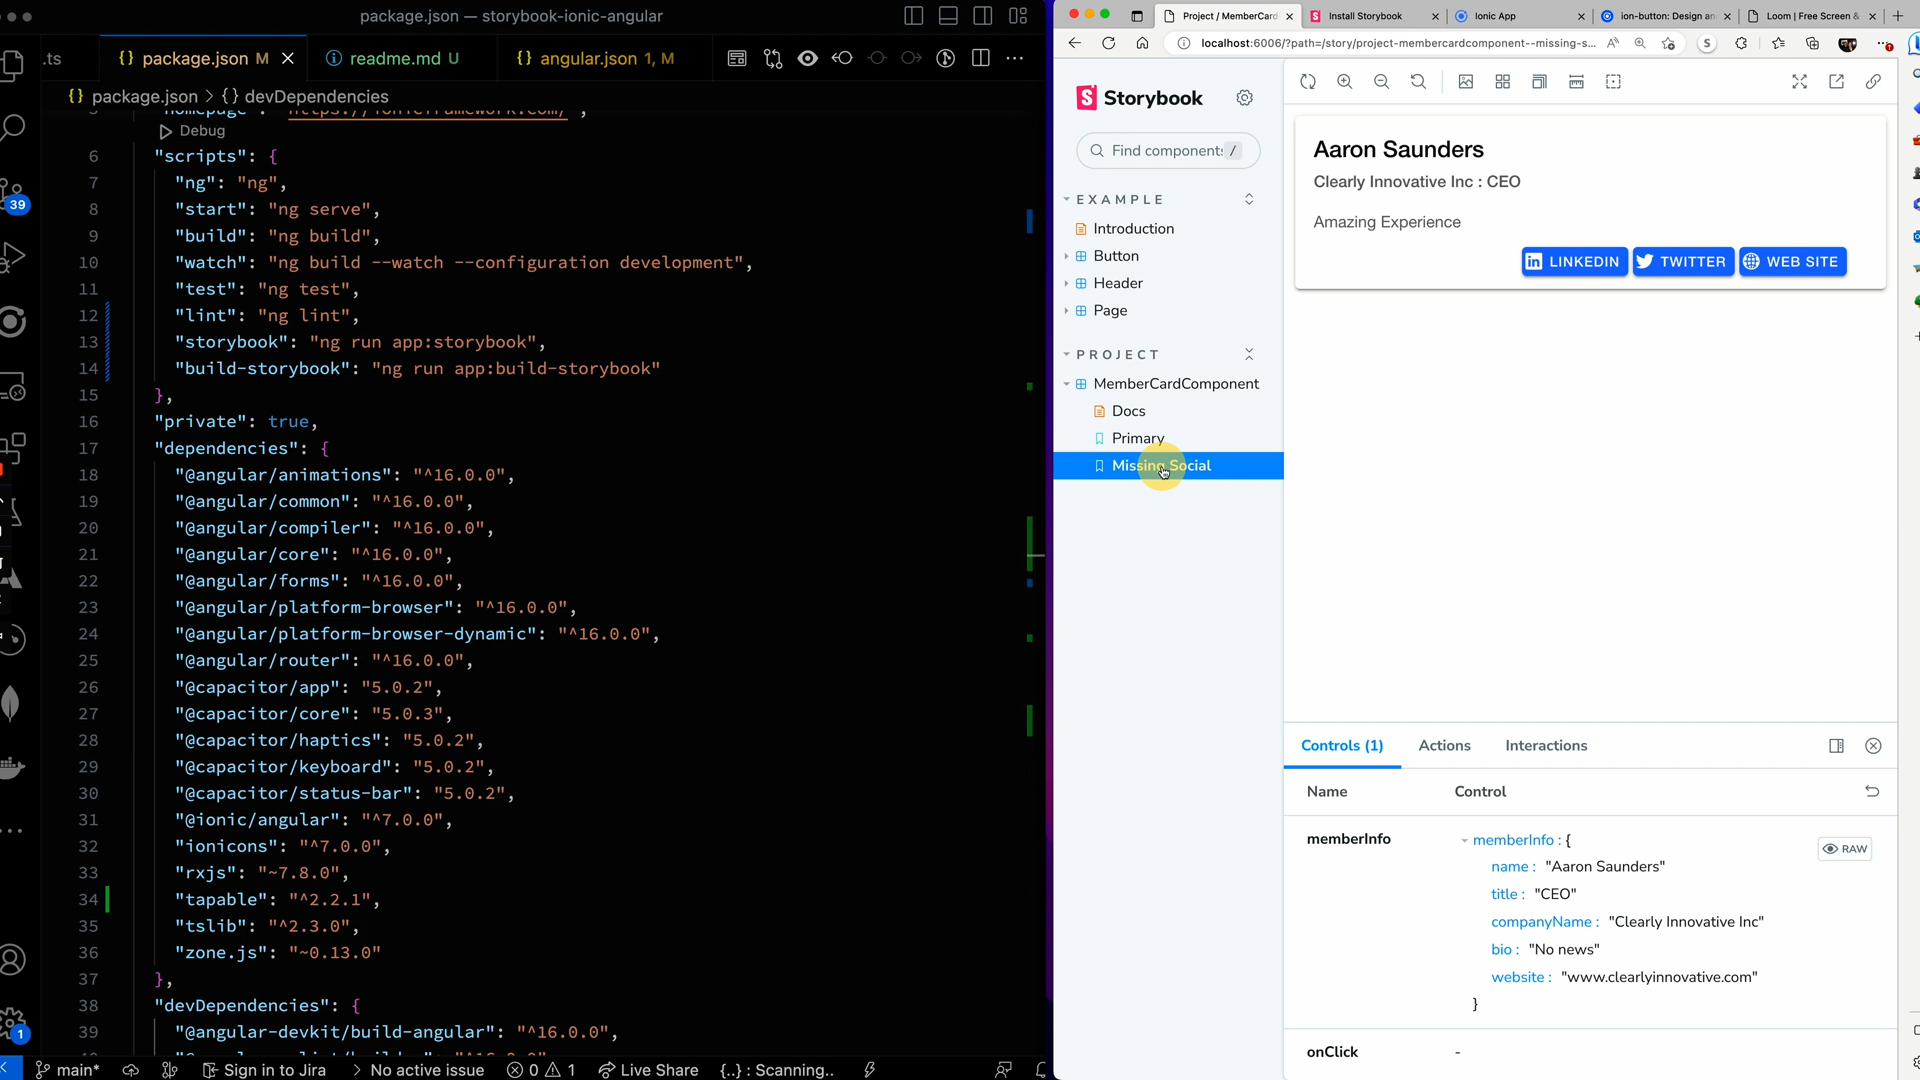 package.json — storybook-ionic-angular
.ts
{} package.json M
readme.md U
{} angular.json 1, M
{} package.json > {} devDependencies
Debug
6 "scripts": {
7 "ng": "ng",
8 "start": "ng serve",
9 "build": "ng build",
10 "watch": "ng build --watch --configuration development",
11 "test": "ng test",
12 "lint": "ng lint",
13 "storybook": "ng run app:storybook",
14 "build-storybook": "ng run app:build-storybook"
15 },
16 "private": true,
17 "dependencies": {
18 "@angular/animations": "^16.0.0",
19 "@angular/common": "^16.0.0",
20 "@angular/compiler": "^16.0.0",
21 "@angular/core": "^16.0.0",
22 "@angular/forms": "^16.0.0",
23 "@angular/platform-browser": "^16.0.0",
24 "@angular/platform-browser-dynamic": "^16.0.0",
25 "@angular/router": "^16.0.0",
26 "@capacitor/app": "5.0.2",
27 "@capacitor/core": "5.0.3",
28 "@capacitor/haptics": "5.0.2",
29 "@capacitor/keyboard": "5.0.2",
30 "@capacitor/status-bar": "5.0.2",
31 "@ionic/angular": "^7.0.0",
32 "ionicons": "^7.0.0",
33 "rxjs": "~7.8.0",
34 "tapable": "^2.2.1",
35 "tslib": "^2.3.0",
36 "zone.js": "~0.13.0"
37 },
38 "devDependencies": {
39 "@angular-devkit/build-angular": "^16.0.0",
39
1
main*
Sign in to Jira
No active issue
0
1
Live Share
{..} : Scanning..
Project / MemberCard
Install Storybook
Ionic App
ion-button: Design an
Loom | Free Screen &
localhost:6006/?path=/story/project-membercardcomponent--missing-s...
Storybook
Find component /
EXAMPLE
Introduction
Button
Header
Page
PROJECT
MemberCardComponent
Docs
Primary
Missing Social
Aaron Saunders
Clearly Innovative Inc : CEO
Amazing Experience
LINKEDIN
TWITTER
WEB SITE
Controls (1)
Actions
Interactions
Name
Control
memberInfo
memberInfo : {
RAW
name : "Aaron Saunders"
title : "CEO"
companyName : "Clearly Innovative Inc"
bio : "No news"
website : "www.clearlyinnovative.com"
}
onClick
-